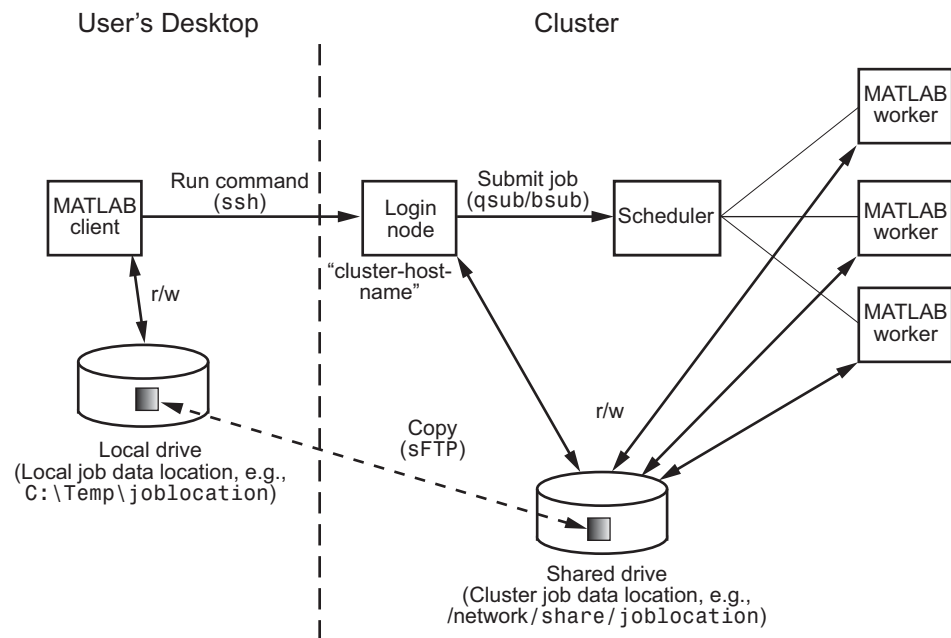 User’s Desktop
Cluster
MATLAB
worker
Run command
(ssh)
Submit job
(qsub/bsub)
MATLAB
client
Login
node
Scheduler
MATLAB
worker
“cluster-host-
name”
r/w
MATLAB
worker
Copy
(sFTP)
r/w
Local drive
(Local job data location, e.g.,
C:\Temp\joblocation)
Shared drive
(Cluster job data location, e.g.,
/network/share/joblocation)